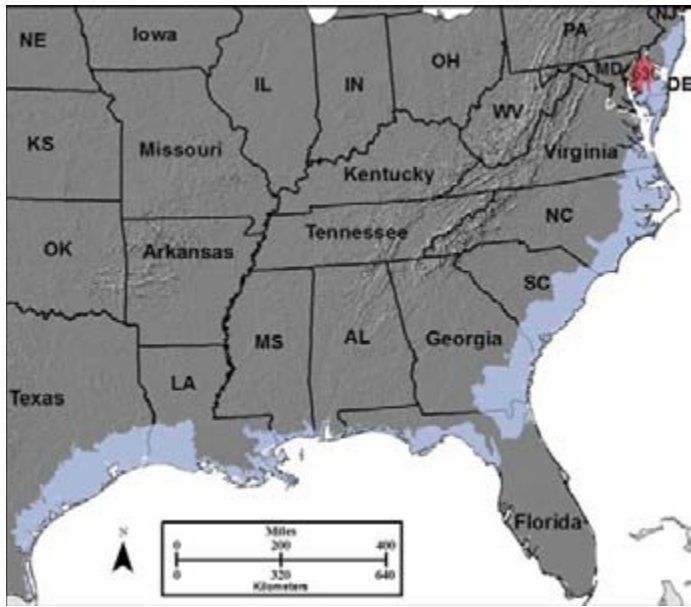 NE
Iowa
PA
NJ
IL
IN
OH
MD
DE
WV
KS
Missouri
Virginia
Kentucky
OK
Arkansas
Tennessee
NC
SC
MS
AL
Georgia
LA
Texas
Florida
N
Miles
0 200 400
0 320 640
Kilometers